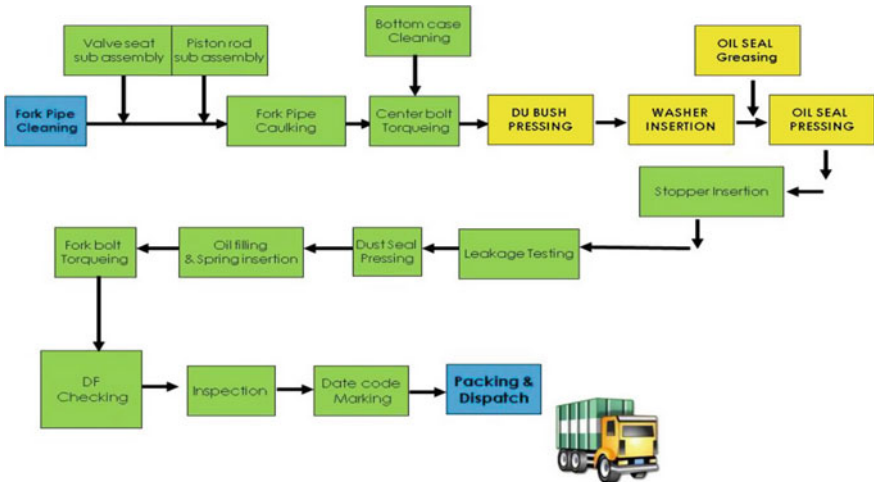 Valve seat
sub assembly
Piston rod
sub assembly
Bottom case
Cleaning
OIL SEAL
Greasing
Fork Pipe
Cleaning
Fork Pipe
Caulking
Center bolt
Torqueing
DU BUSH
PRESSING
WASHER
INSERTION
OIL SEAL
PRESSING
Stopper Insertion
Fork bolt
Torqueing
Oil filling
& Spring insertion
Dust Seal
Pressing
Leakage Testing
DF
Checking
Inspection
Date code
Marking
Packing &
Dispatch